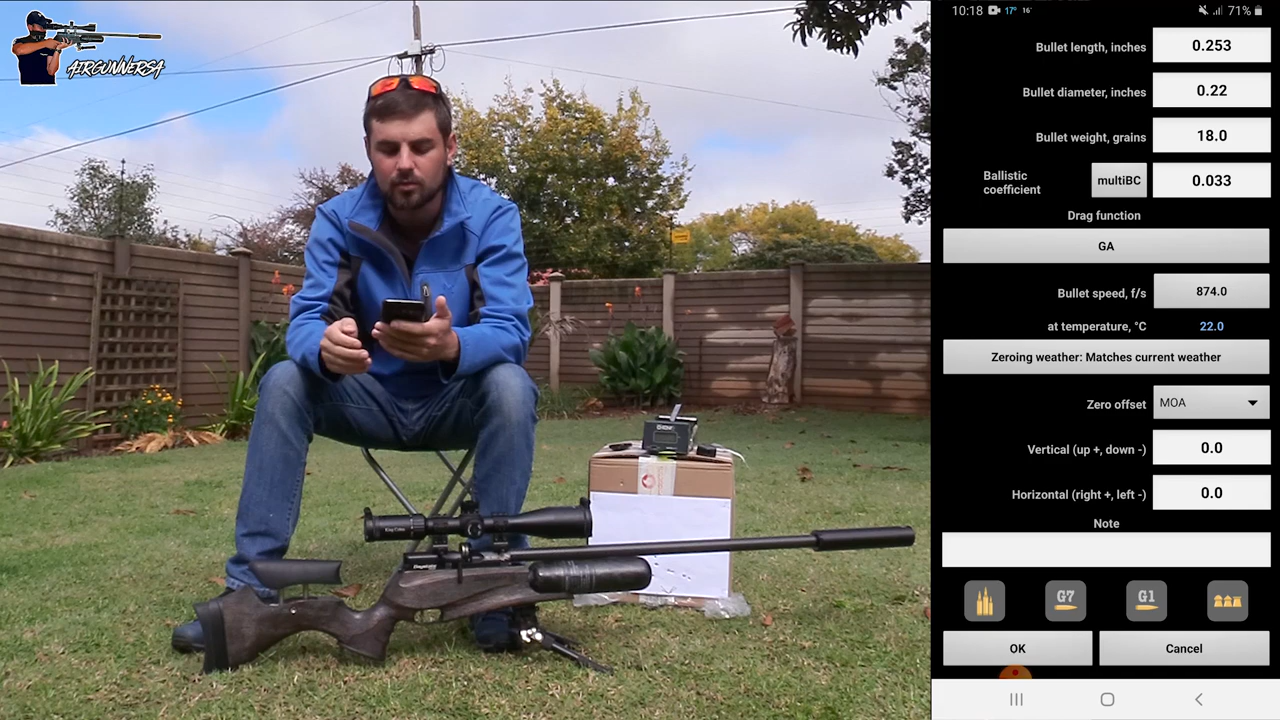 AIRGUNNERSA
10:18 17° 16' 71%
Bullet length, inches 0.253
Bullet diameter, inches 0.22
Bullet weight, grains 18.0
Ballistic coefficient multiBC 0.033
Drag function
GA
Bullet speed, f/s 874.0
at temperature, °C 22.0
Zeroing weather: Matches current weather
Zero offset MOA
Vertical (up +, down -) 0.0
Horizontal (right +, left -) 0.0
Note
G7 G1
OK Cancel